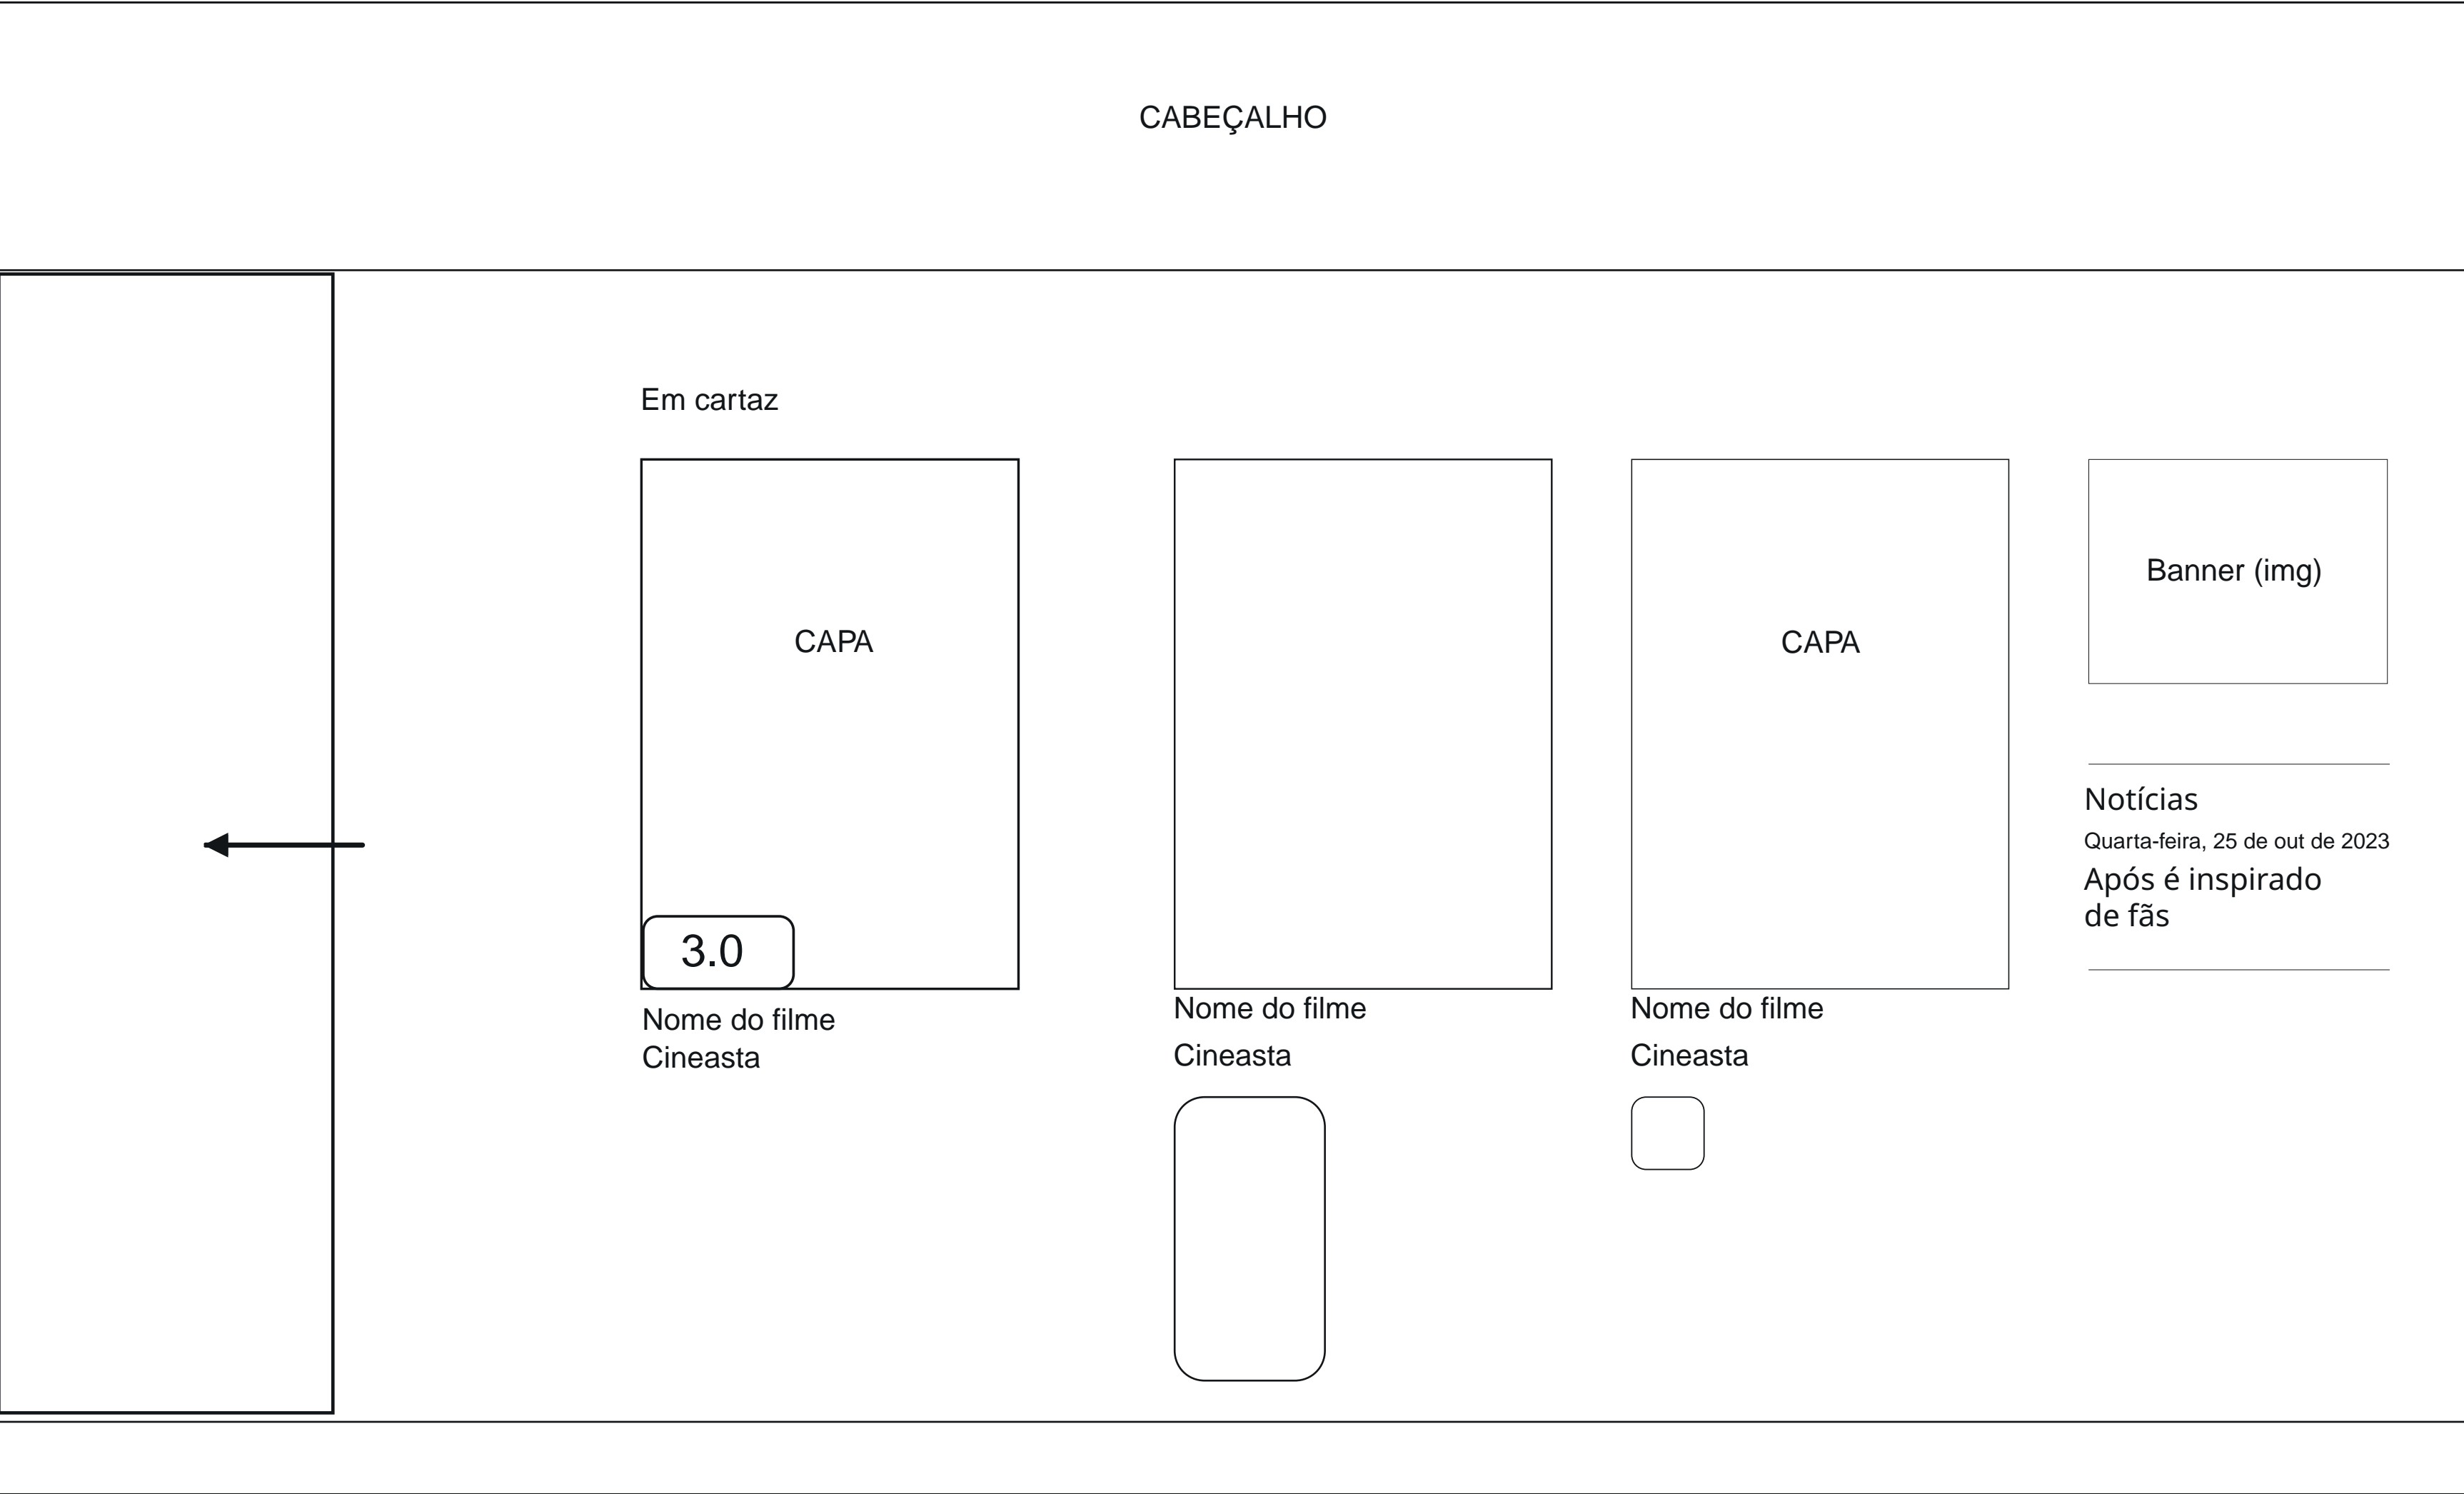 CABEÇALHO
Em cartaz
CAPA
3.0
Nome do filme
Cineasta
Nome do filme
Cineasta
CAPA
Nome do filme
Cineasta
Banner (img)
Notícias
Quarta-feira, 25 de out de 2023
Após é inspirado
de fãs